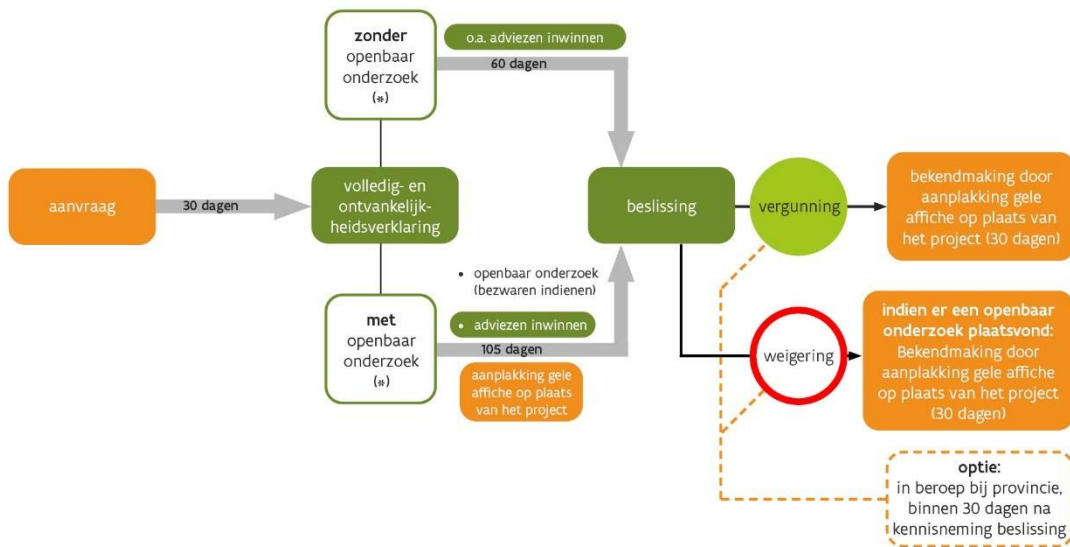 aanvraag
30 dagen
zonder
openbaar
onderzoek
(*)
volledig- en
ontvankelijk-
heidsverklaring
met
openbaar
onderzoek
(*)
o.a. adviezen inwinnen
60 dagen
• openbaar onderzoek
(bezwaren indienen)
• adviezen inwinnen
105 dagen
aanplakking gele
affiche op plaats
van het project
beslissing
vergunning
bekendmaking door
aanplakking gele
affiche op plaats van
het project (30 dagen)
weigering
indien er een openbaar
onderzoek plaatsvond:
Bekendmaking door
aanplakking gele affiche
op plaats van het project
(30 dagen)
optie:
in beroep bij provincie,
binnen 30 dagen na
kennisneming beslissing